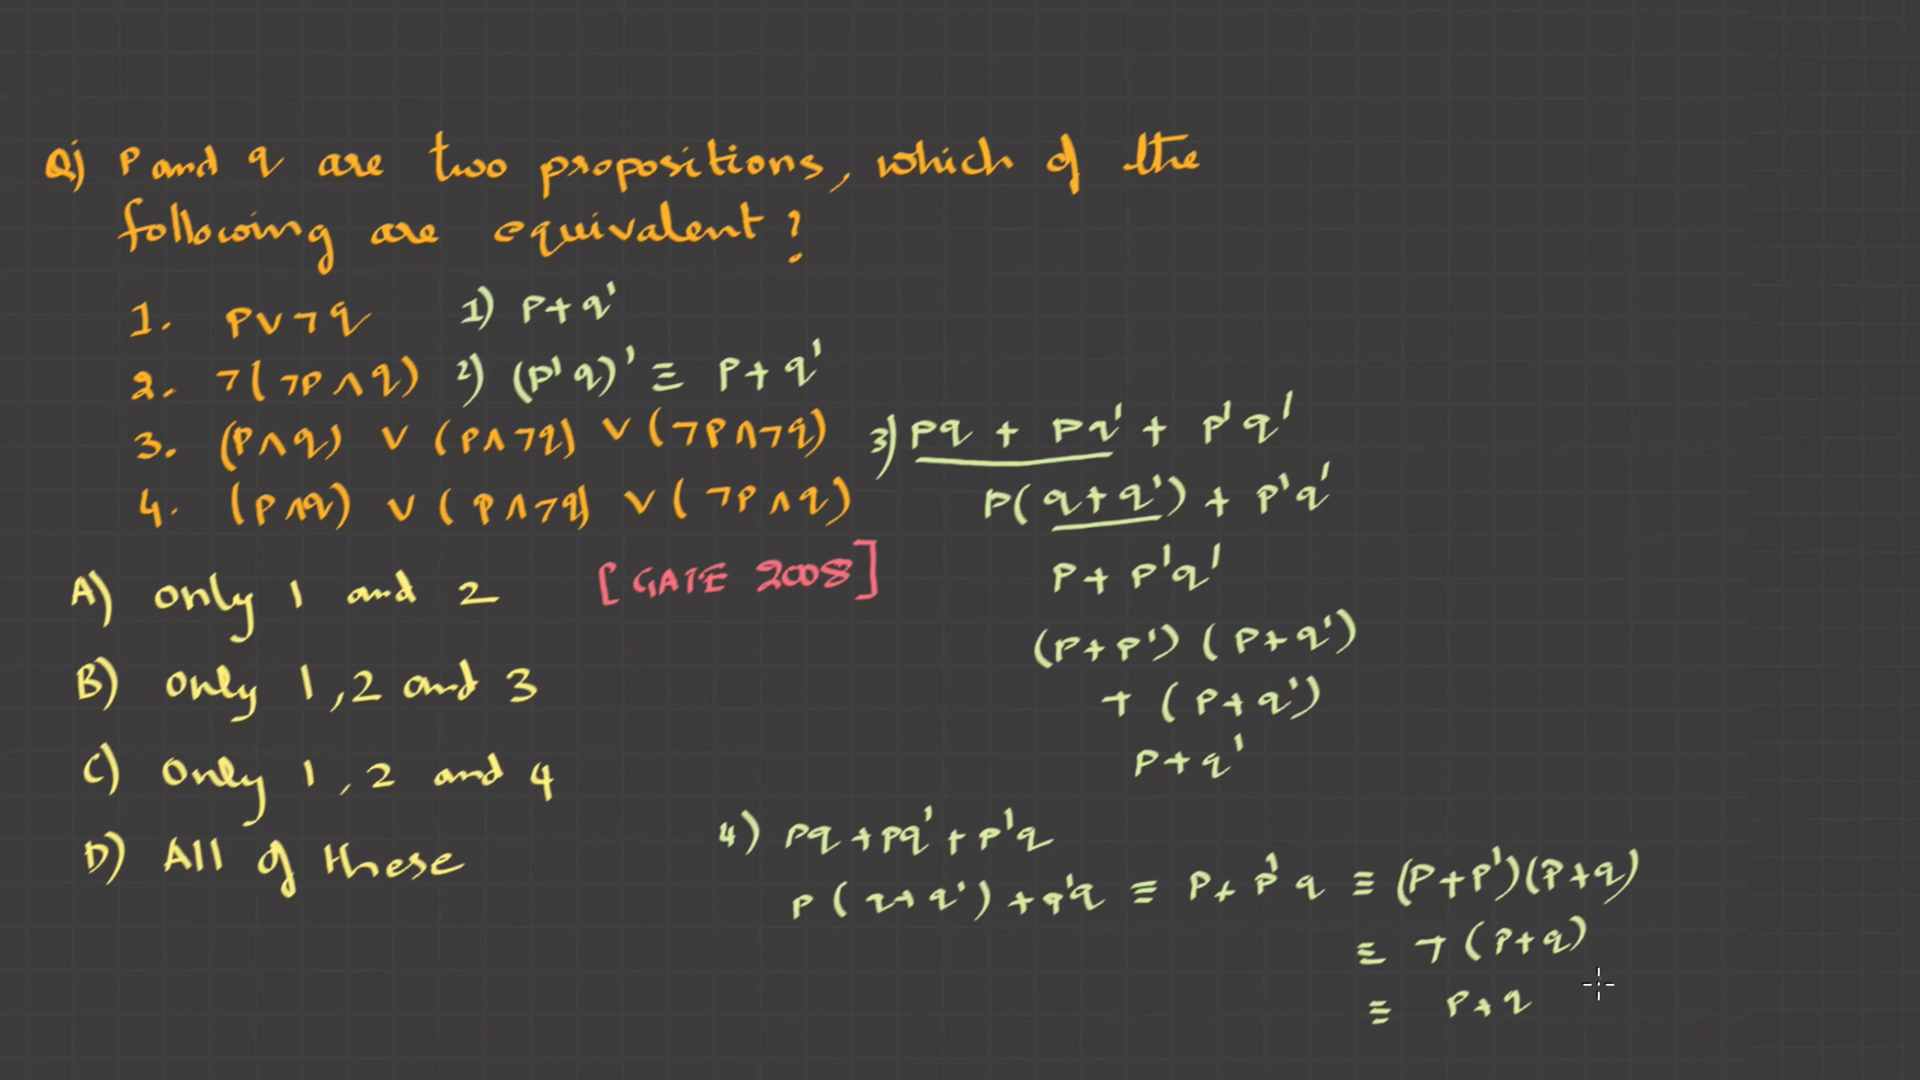 Q) P and q are two propositions, which of the
following are equivalent?
1. P∨¬q
1) P+q'
2. ¬(¬P∧q)
2) (P'q)' ≡ P+q'
3. (P∧q) ∨ (P∧¬q) ∨ (¬P∧¬q)
4. (P∧q) ∨ (P∧¬q) ∨ (¬P∧q)
[GATE 2008]
A) only 1 and 2
B) only 1,2 and 3
C) Only 1,2 and 4
D) All of these
3) Pq + Pq' + P'q'
P(q+q') + P'q'
P+P'q'
(P+P') (P+q')
T (P+q')
P+q'
4) Pq+Pq'+P'q
P(q+q')+P'q ≡ P+P'q ≡ (P+P')(P+q)
≡ T(P+q)
≡ P+q